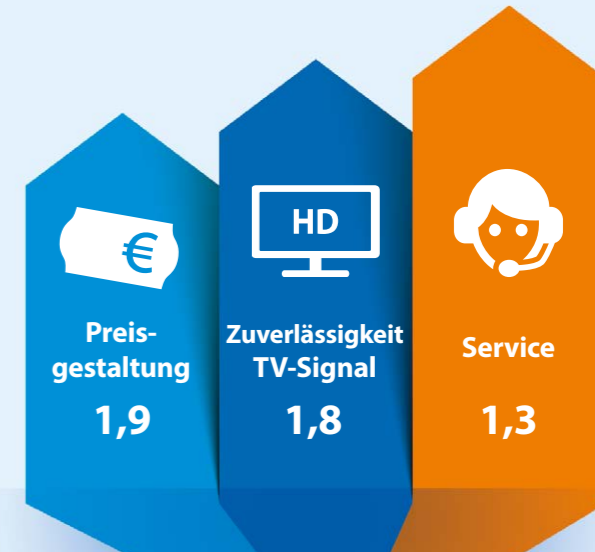 €
Preis-
gestaltung
1,9
HD
Zuverlässigkeit
TV-Signal
1,8
Service
1,3